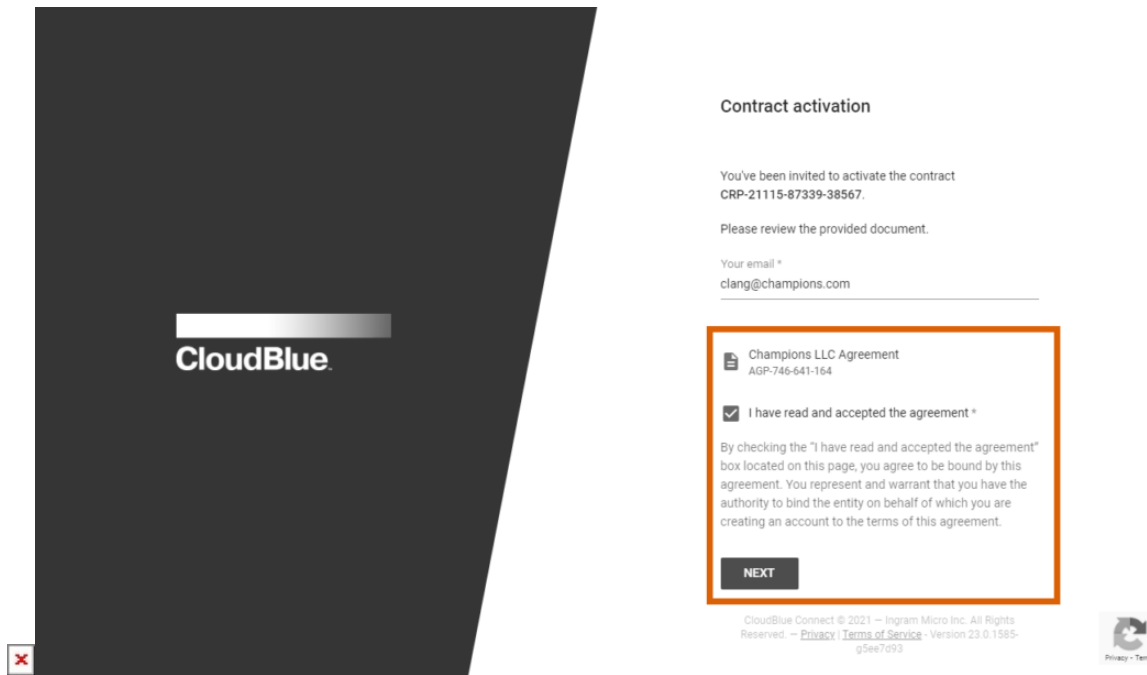 CloudBlue
Contract activation
You've been invited to activate the contract
CRP-21115-87339-38567.
Please review the provided document.
Your email *
clang@champions.com
Champions LLC Agreement
AGP-746-641-164
I have read and accepted the agreement *
By checking the “I have read and accepted the agreement”
box located on this page, you agree to be bound by this
agreement. You represent and warrant that you have the
authority to bind the entity on behalf of which you are
creating an account to the terms of this agreement.
NEXT
CloudBlue Connect © 2021 — Ingram Micro Inc. All Rights
Reserved. — Privacy | Terms of Service - Version 23.0.1585-
g5ee7d93
Privacy - Ter